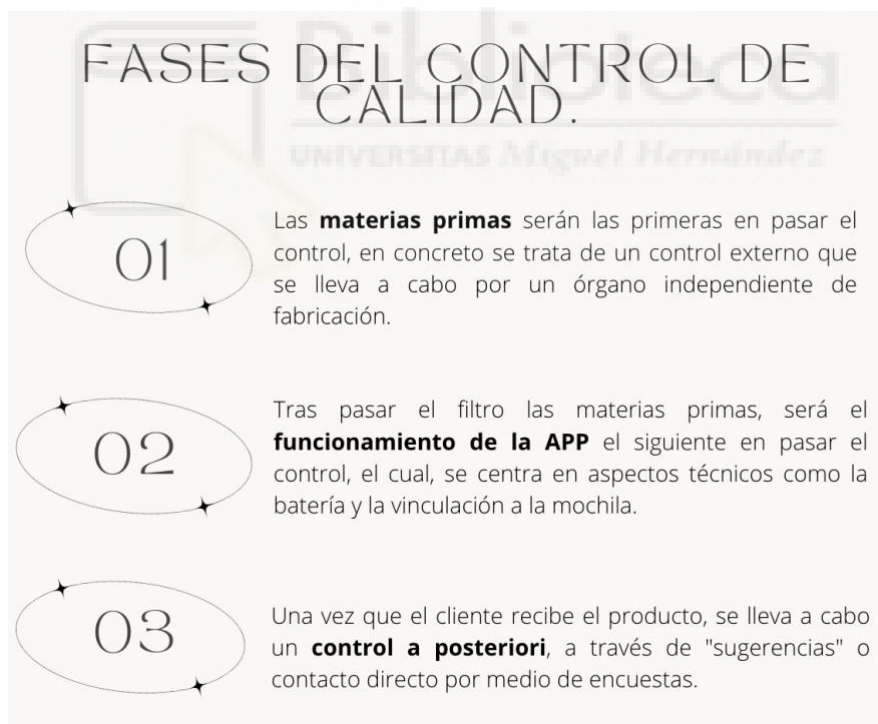 Biblioteca
UNIVERSITAS Miguel Hernández
FASES DEL CONTROL DE
CALIDAD.
01
Las materias primas serán las primeras en pasar el
control, en concreto se trata de un control externo que
se lleva a cabo por un órgano independiente de
fabricación.
02
Tras pasar el filtro las materias primas, será el
funcionamiento de la APP el siguiente en pasar el
control, el cual, se centra en aspectos técnicos como la
batería y la vinculación a la mochila.
03
Una vez que el cliente recibe el producto, se lleva a cabo
un control a posteriori, a través de "sugerencias" o
contacto directo por medio de encuestas.